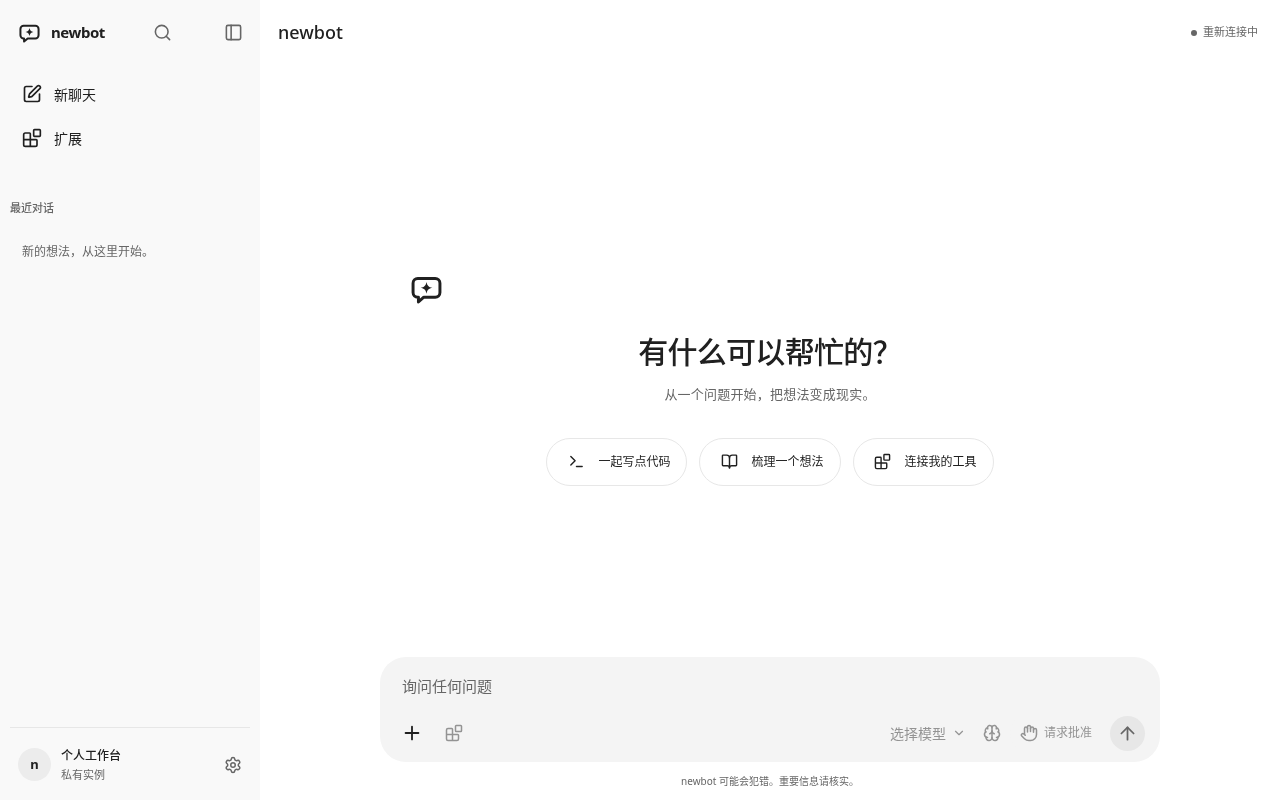 newbot
newbot
重新连接中
新聊天
扩展
最近对话
新的想法，从这里开始。
有什么可以帮忙的？
从一个问题开始，把想法变成现实。
一起写点代码
梳理一个想法
连接我的工具
询问任何问题
选择模型
请求批准
n
个人工作台
私有实例
newbot 可能会犯错。重要信息请核实。